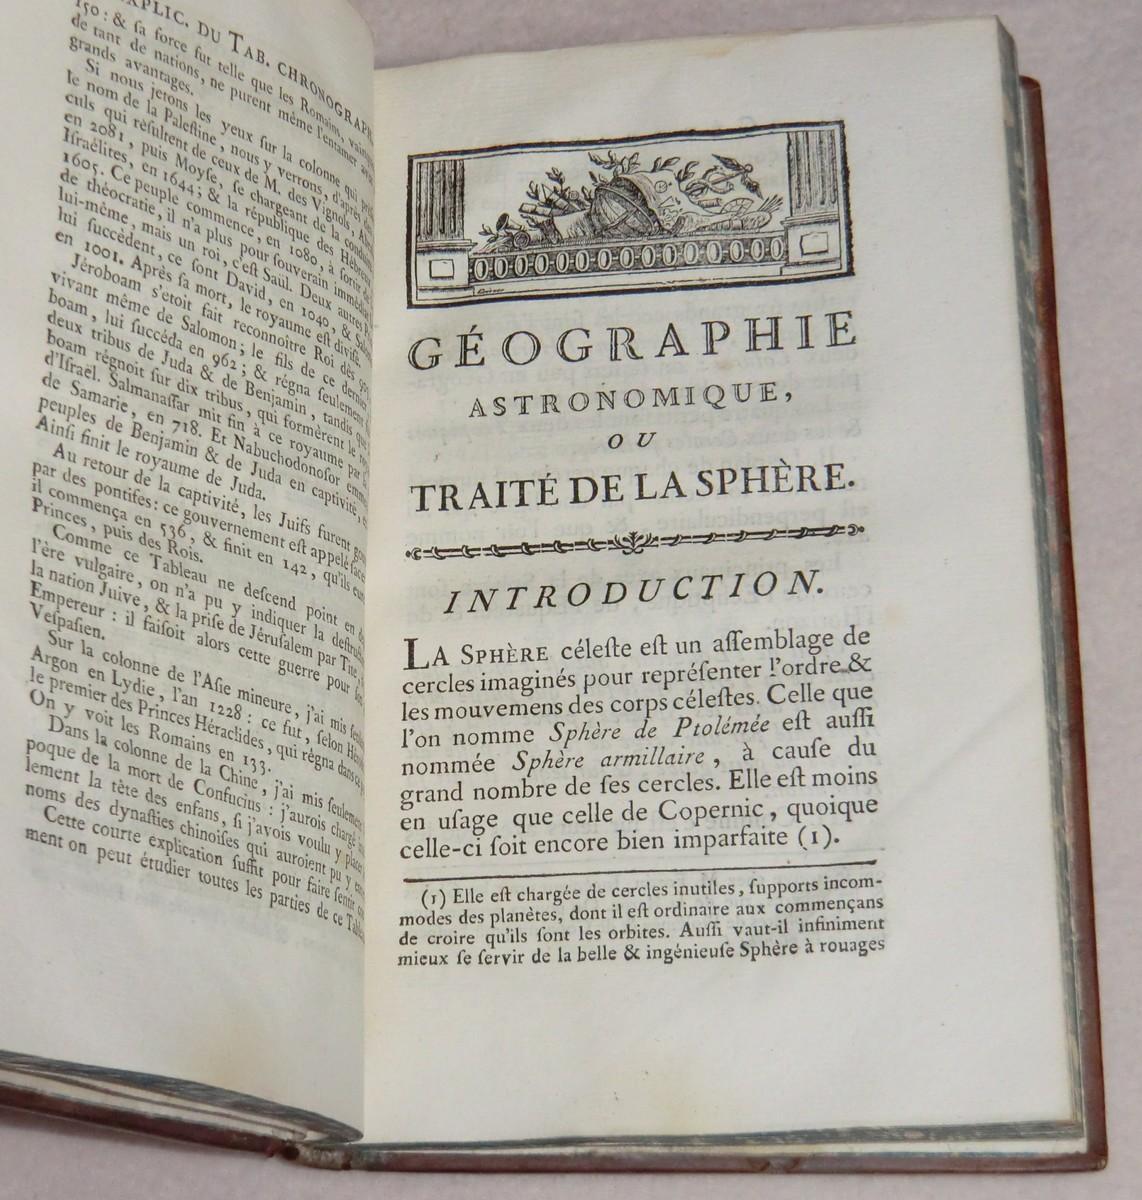 EXPLIC. DU TAB. CHRONOGRAPH
150 : & ſa force fut telle que les Romains, vainq
de tant de nations, ne purent même l'entamer
grands avantages.
Si nous jetons les yeux ſur la colonne qui
le nom de la Paleſtine, nous y verrons, d'après
culs qui réſultent de ceux de M. des Vignols,
en 2081, puis Moyſe, ſe chargeant de la
Iſraélites, en 1644; & la république des Hébreux
1605. Ce peuple commence, en 1080, à ſortir
de théocratie, il n'a plus pour ſouverain
lui-même, mais un roi, c'eſt Saül. Deux autres
lui ſuccèdent, ce ſont David, en 1040, &
en 1001. Après ſa mort, le royaume eſt diviſé.
Jéroboam s'étoit fait reconnoître Roi dès
vivant même de Salomon; le fils de ce dernier,
boam, lui ſuccéda en 962; & régna ſeulement
deux tribus de Juda & de Benjamin, tandis que
boam régnoit ſur dix tribus, qui formèrent le
d'Iſraël. Salmanaſſar mit fin à ce royaume par
de Samarie, en 718. Et Nabuchodonoſor
peuples de Benjamin & de Juda en captivité,
Ainſi finit le royaume de Juda.
Au retour de la captivité, les Juifs furent
par des pontifes: ce gouvernement eſt appelé
il commença en 536, & finit en 142, qu'ils
Princes, puis des Rois.
Comme ce Tableau ne deſcend point en
l'ère vulgaire, on n'a pu y indiquer la
la nation Juive, & la priſe de Jéruſalem par Tite,
Empereur : il faiſoit alors cette guerre pour
Veſpaſien.
Sur la colonne de l'Aſie mineure, j'ai mis
Argon en Lydie, l'an 1228 : ce fut, ſelon
le premier des Princes Héraclides, qui régna dans
On y voit les Romains en 133.
Dans la colonne de la Chine, j'ai mis ſeulement
poque de la mort de Confucius : j'aurois chargé
lement la tête des enfans, ſi j'avois voulu y placer
noms des dynaſties chinoiſes qui auroient pu y
Cette courte explication ſuffit pour faire ſentir
ment on peut étudier toutes les parties de ce
GÉOGRAPHIE
ASTRONOMIQUE,
OU
TRAITÉ DE LA SPHÈRE.
INTRODUCTION.
LA SPHÈRE céleſte eſt un aſſemblage de
cercles imaginés pour repréſenter l'ordre &
les mouvemens des corps céleſtes. Celle que
l'on nomme Sphère de Ptolémée eſt auſſi
nommée Sphère armillaire, à cauſe du
grand nombre de ſes cercles. Elle eſt moins
en uſage que celle de Copernic, quoique
celle-ci ſoit encore bien imparfaite (1).
(1) Elle eſt chargée de cercles inutiles, ſupports incom-
modes des planètes, dont il eſt ordinaire aux commençans
de croire qu'ils ſont les orbites. Auſſi vaut-il infiniment
mieux ſe ſervir de la belle & ingénieuſe Sphère à rouages